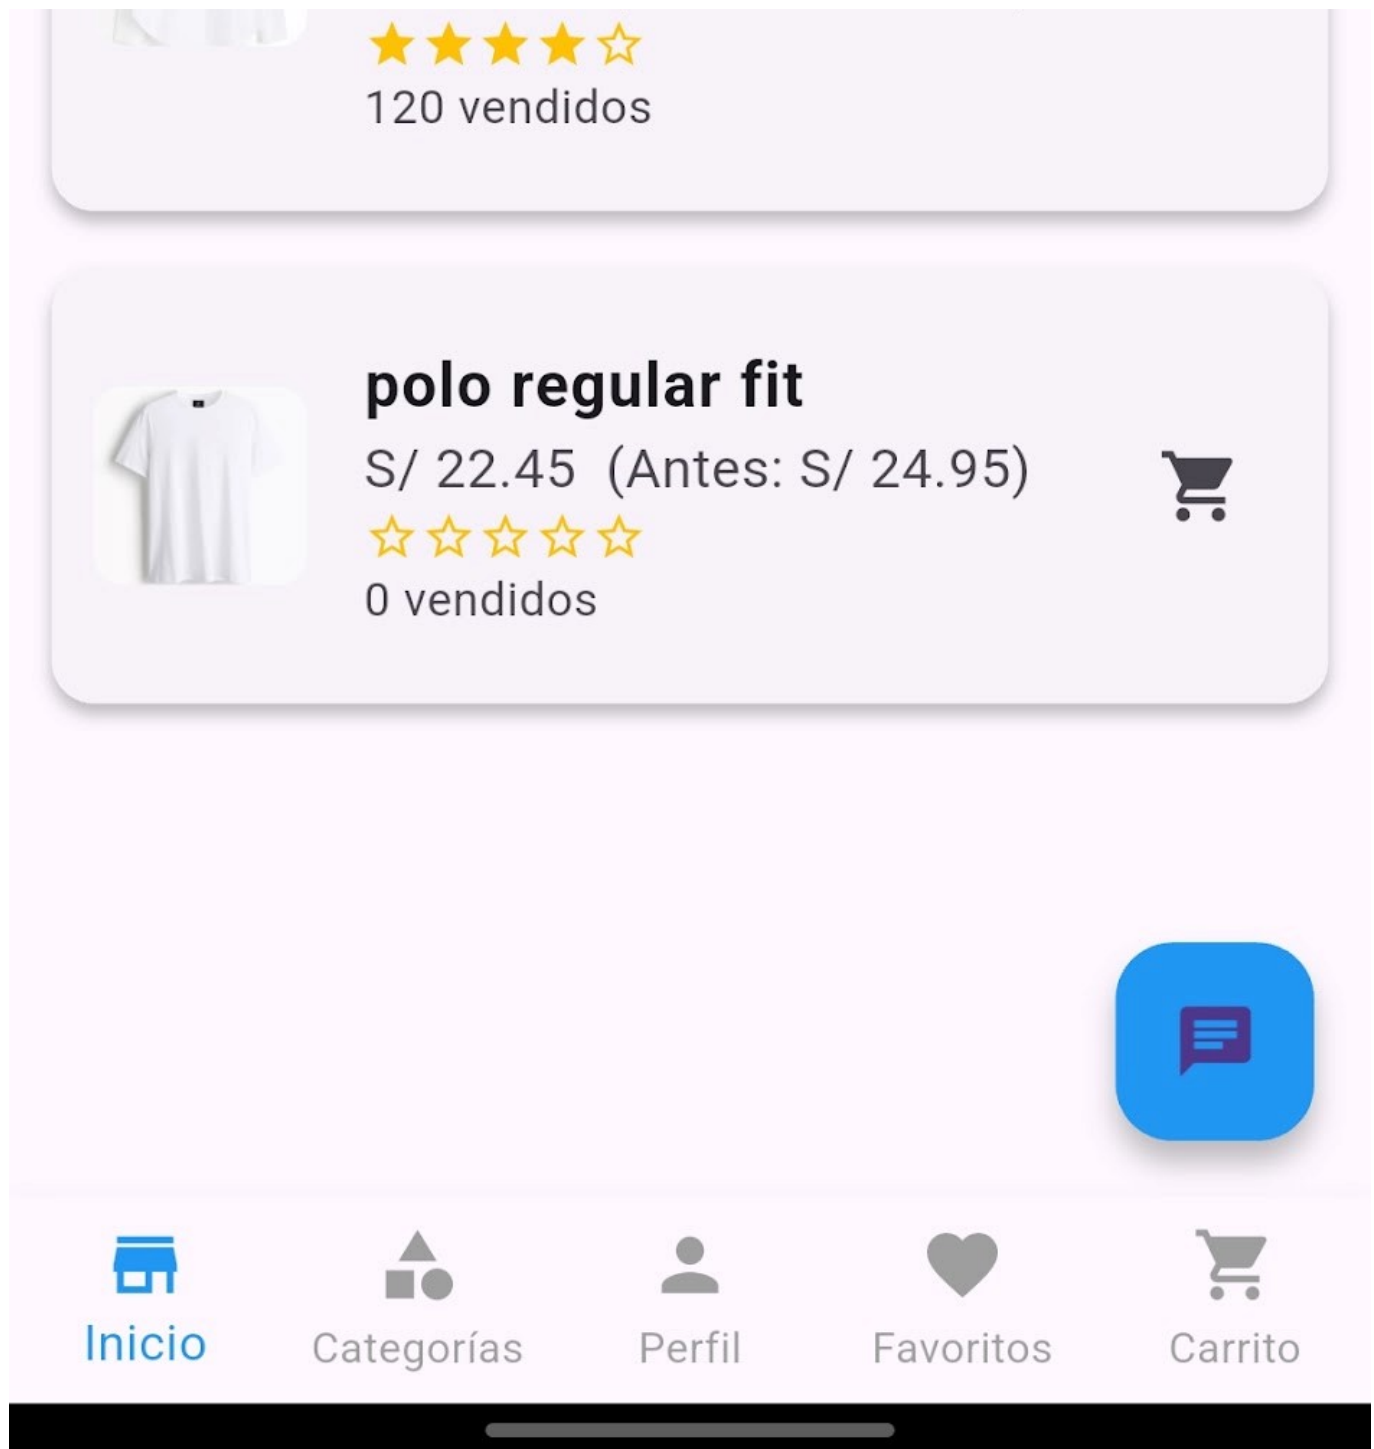 120 vendidos
polo regular fit
S/ 22.45 (Antes: S/ 24.95)
0 vendidos
Inicio
Categorías
Perfil
Favoritos
Carrito